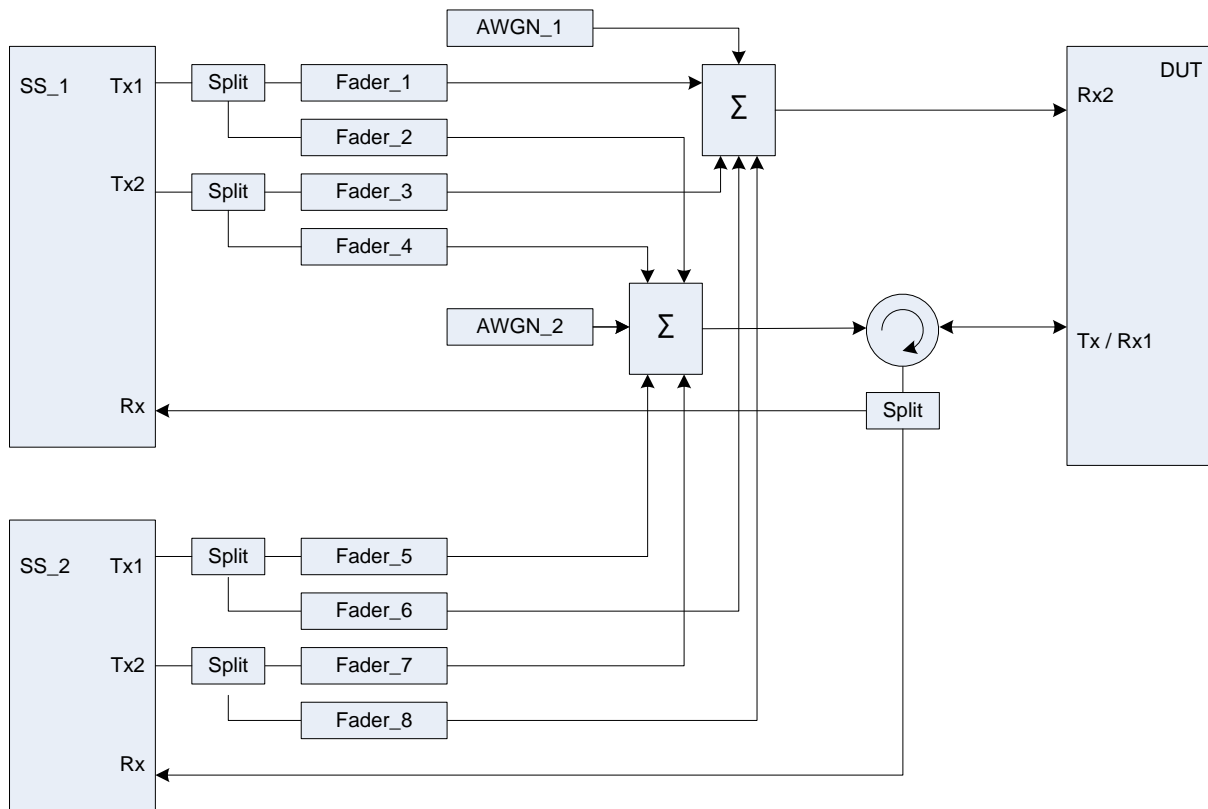 AWGN_1
SS_1
Tx1
Split
Fader_1
Σ
DUT
Rx2
Fader_2
Tx2
Split
Fader_3
Fader_4
AWGN_2
Σ
Tx / Rx1
Rx
Split
SS_2
Tx1
Split
Fader_5
Fader_6
Tx2
Split
Fader_7
Fader_8
Rx